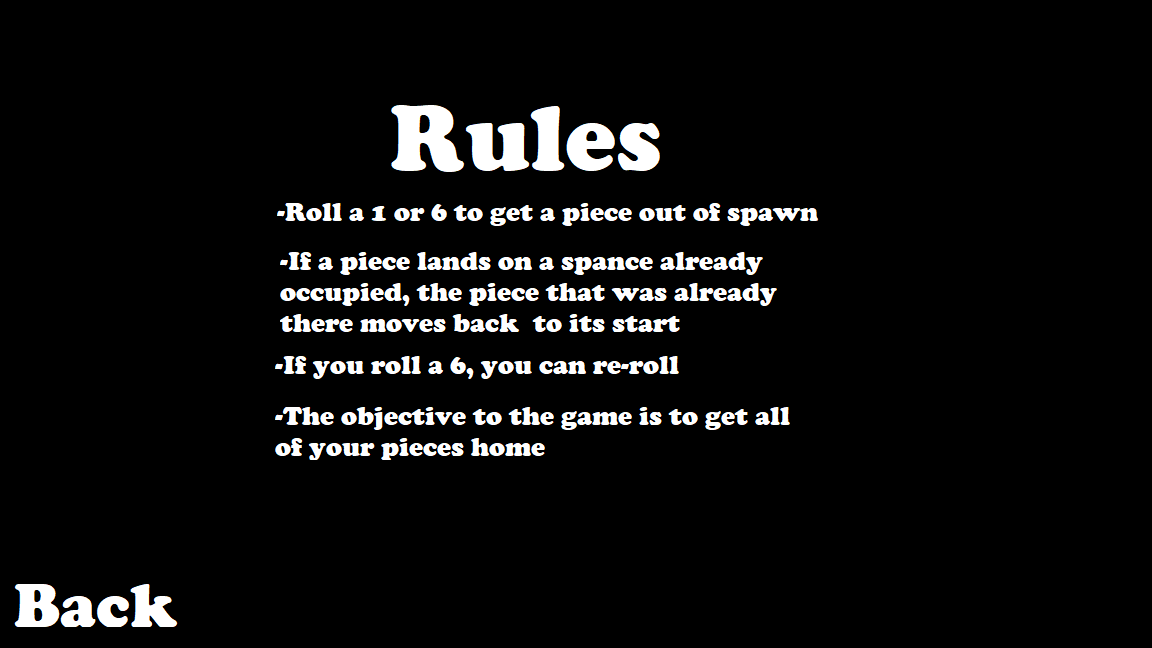 Rules
-Roll a 1 or 6 to get a piece out of spawn
-If a piece lands on a spance already
occupied, the piece that was already
there moves back  to its start
-If you roll a 6, you can re-roll
-The objective to the game is to get all
of your pieces home
Back